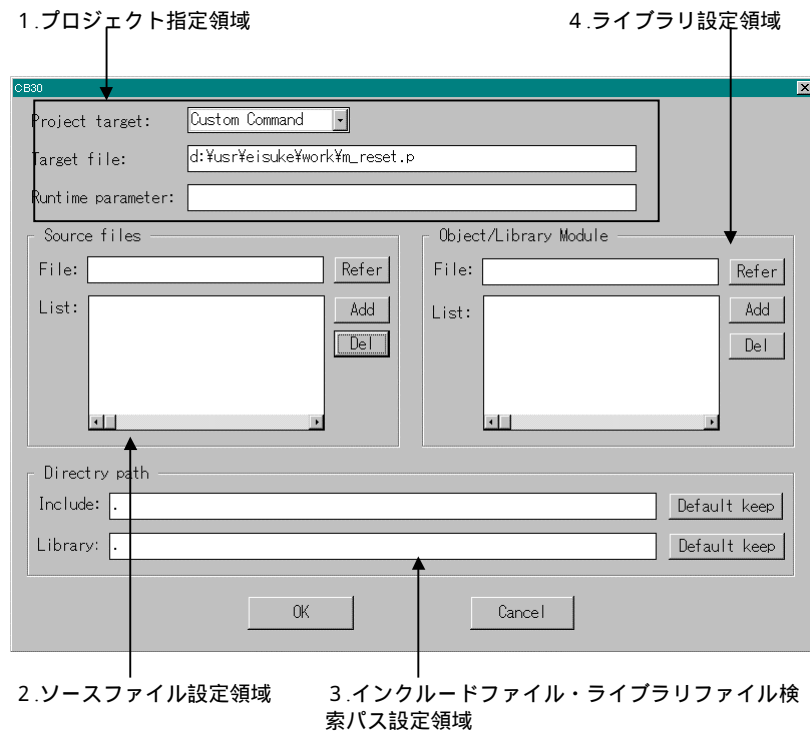 1.プロジェクト指定領域
4.ライブラリ設定領域
CB30
Project target:
Custom Command
Target file:
d:¥usr¥eisuke¥work¥m_reset.p
Runtime parameter:
Source files
File:
Refer
List:
Add
Del
Object/Library Module
File:
Refer
List:
Add
Del
Directry path
Include:
.
Default keep
Library:
.
Default keep
OK
Cancel
2.ソースファイル設定領域
3.インクルードファイル・ライブラリファイル検
索パス設定領域